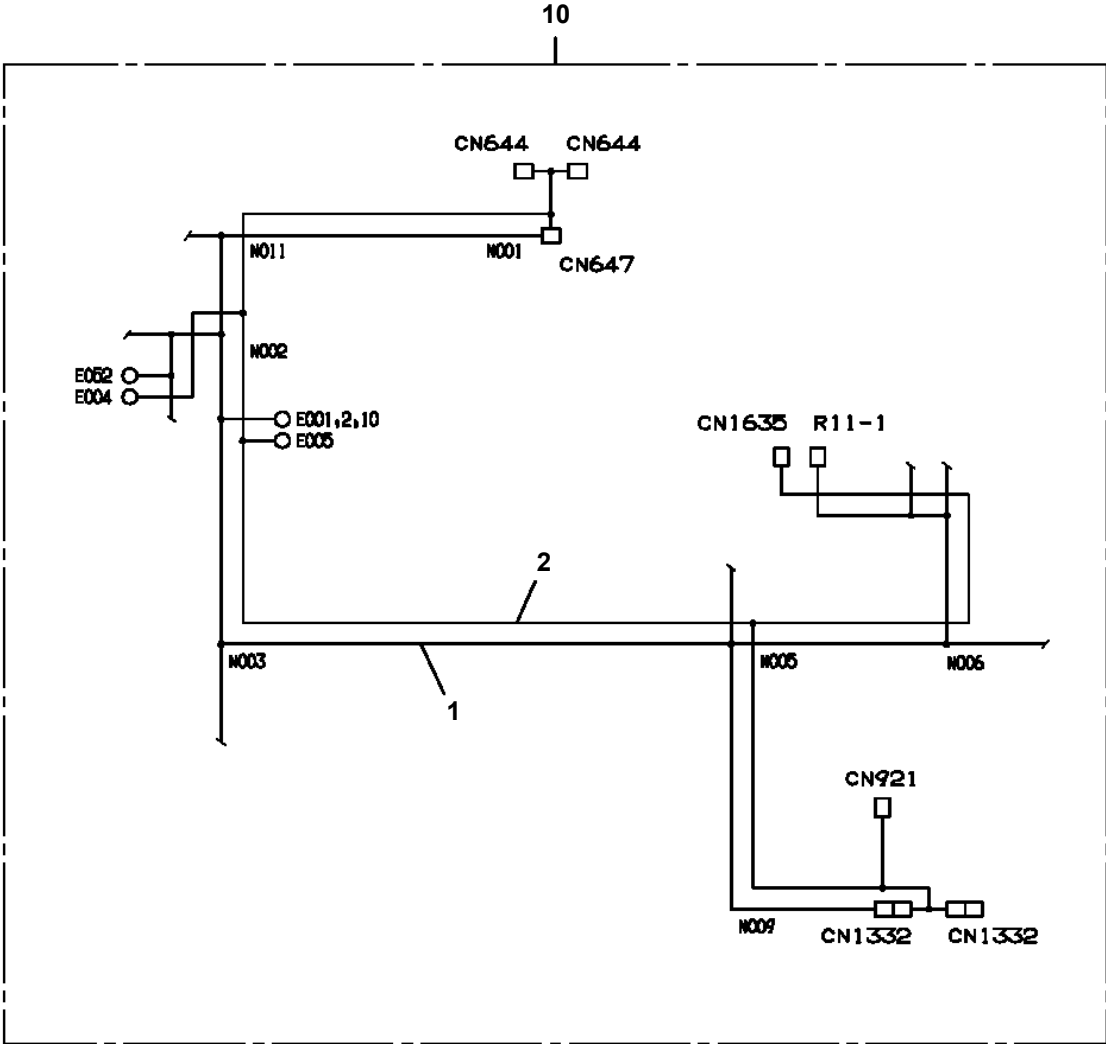 10
CN644 CN644
N011 N001
CN647
N002
E052
E004
E001,2,10
E005
CN1635 R11-1
2
N003 N005 N006
1
CN921
N009
CN1332 CN1332